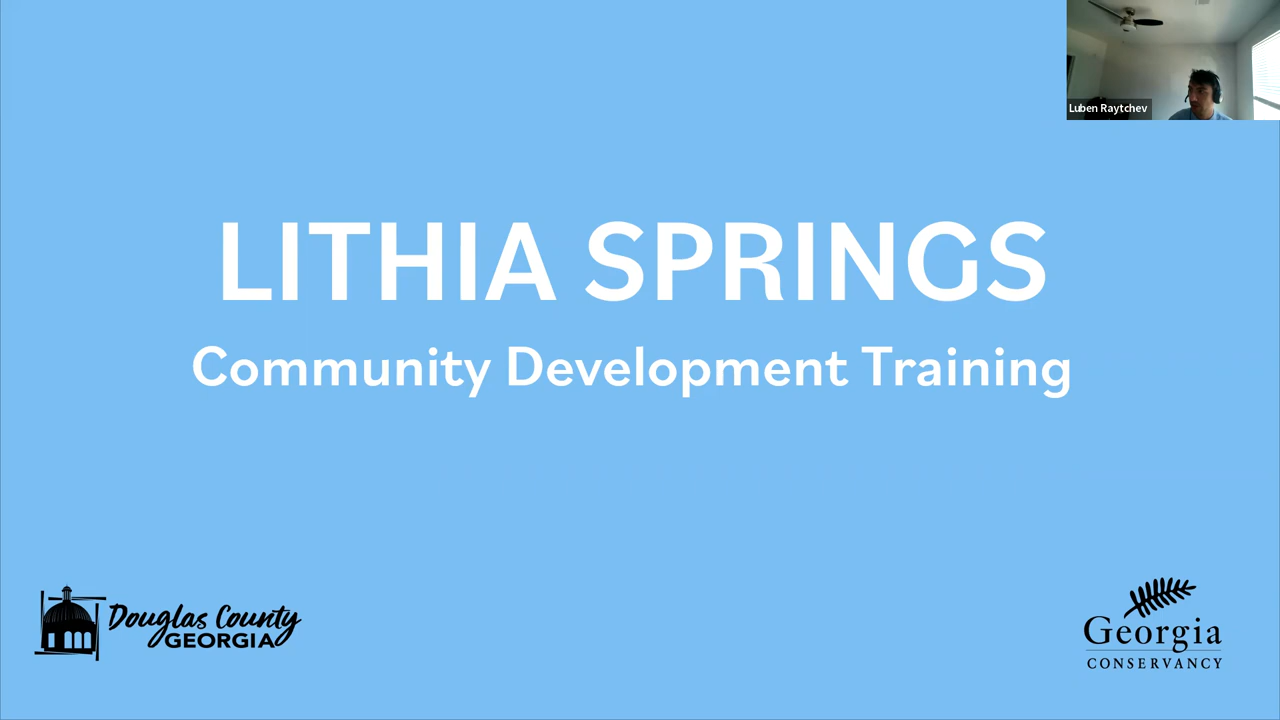 Luben Raytchev
LITHIA SPRINGS
Community Development Training
Douglas County
GEORGIA
Georgia
CONSERVANCY